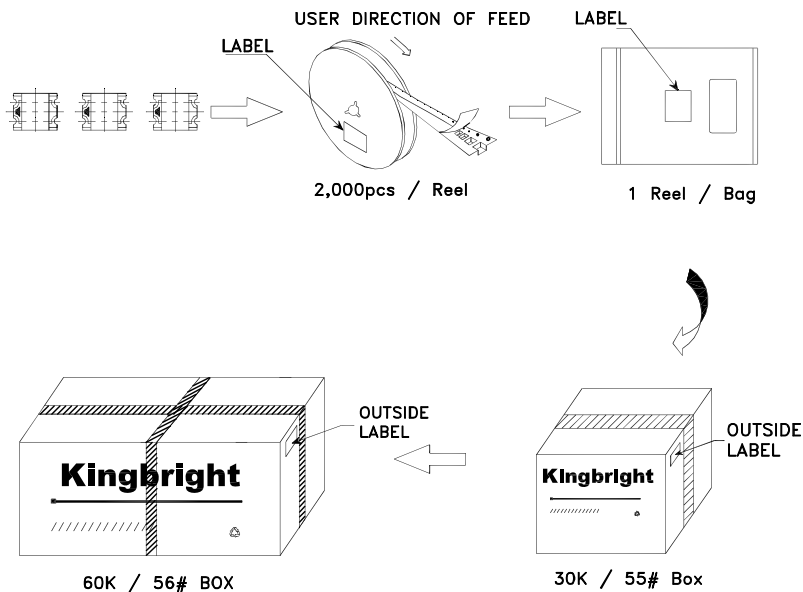 USER DIRECTION OF FEED
LABEL
LABEL
2,000pcs / Reel
1 Reel / Bag
OUTSIDE
LABEL
Kingbright
60K / 56# BOX
OUTSIDE
LABEL
Kingbright
30K / 55# Box